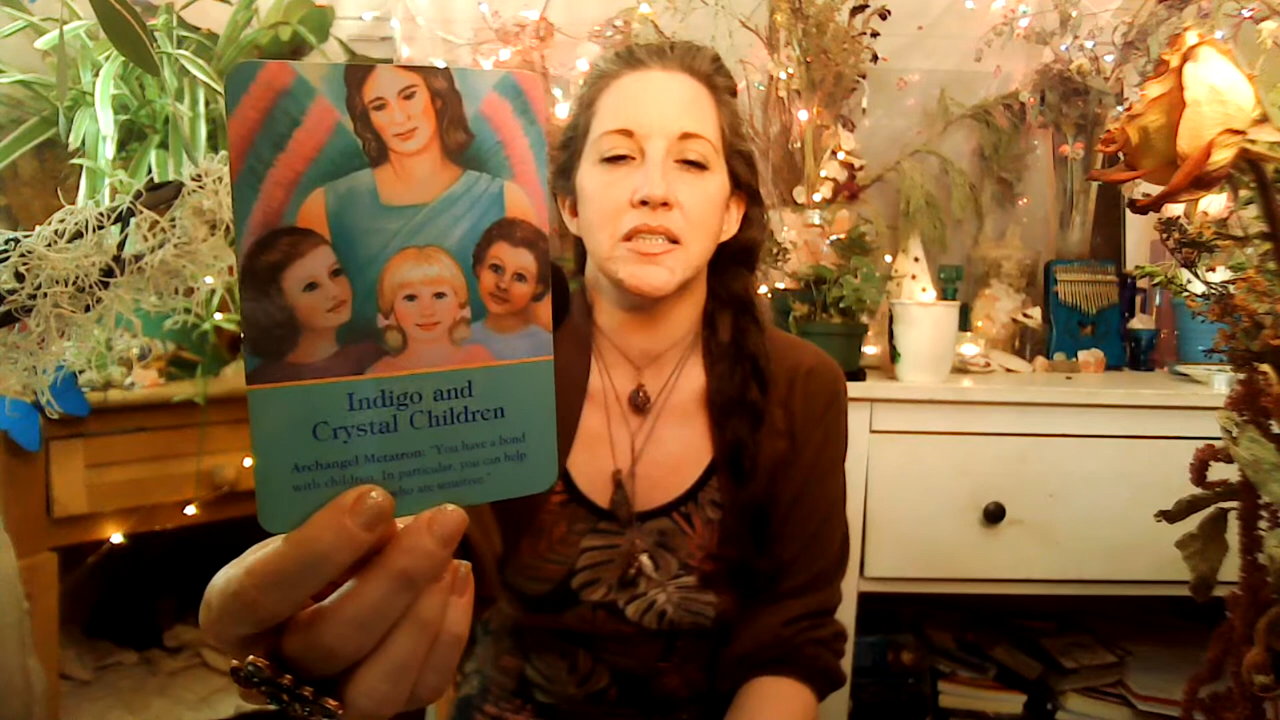 Indigo and
Crystal Children
Archangel Metatron: "You have a bond
with children. In particular, you can help
who are sensitive."